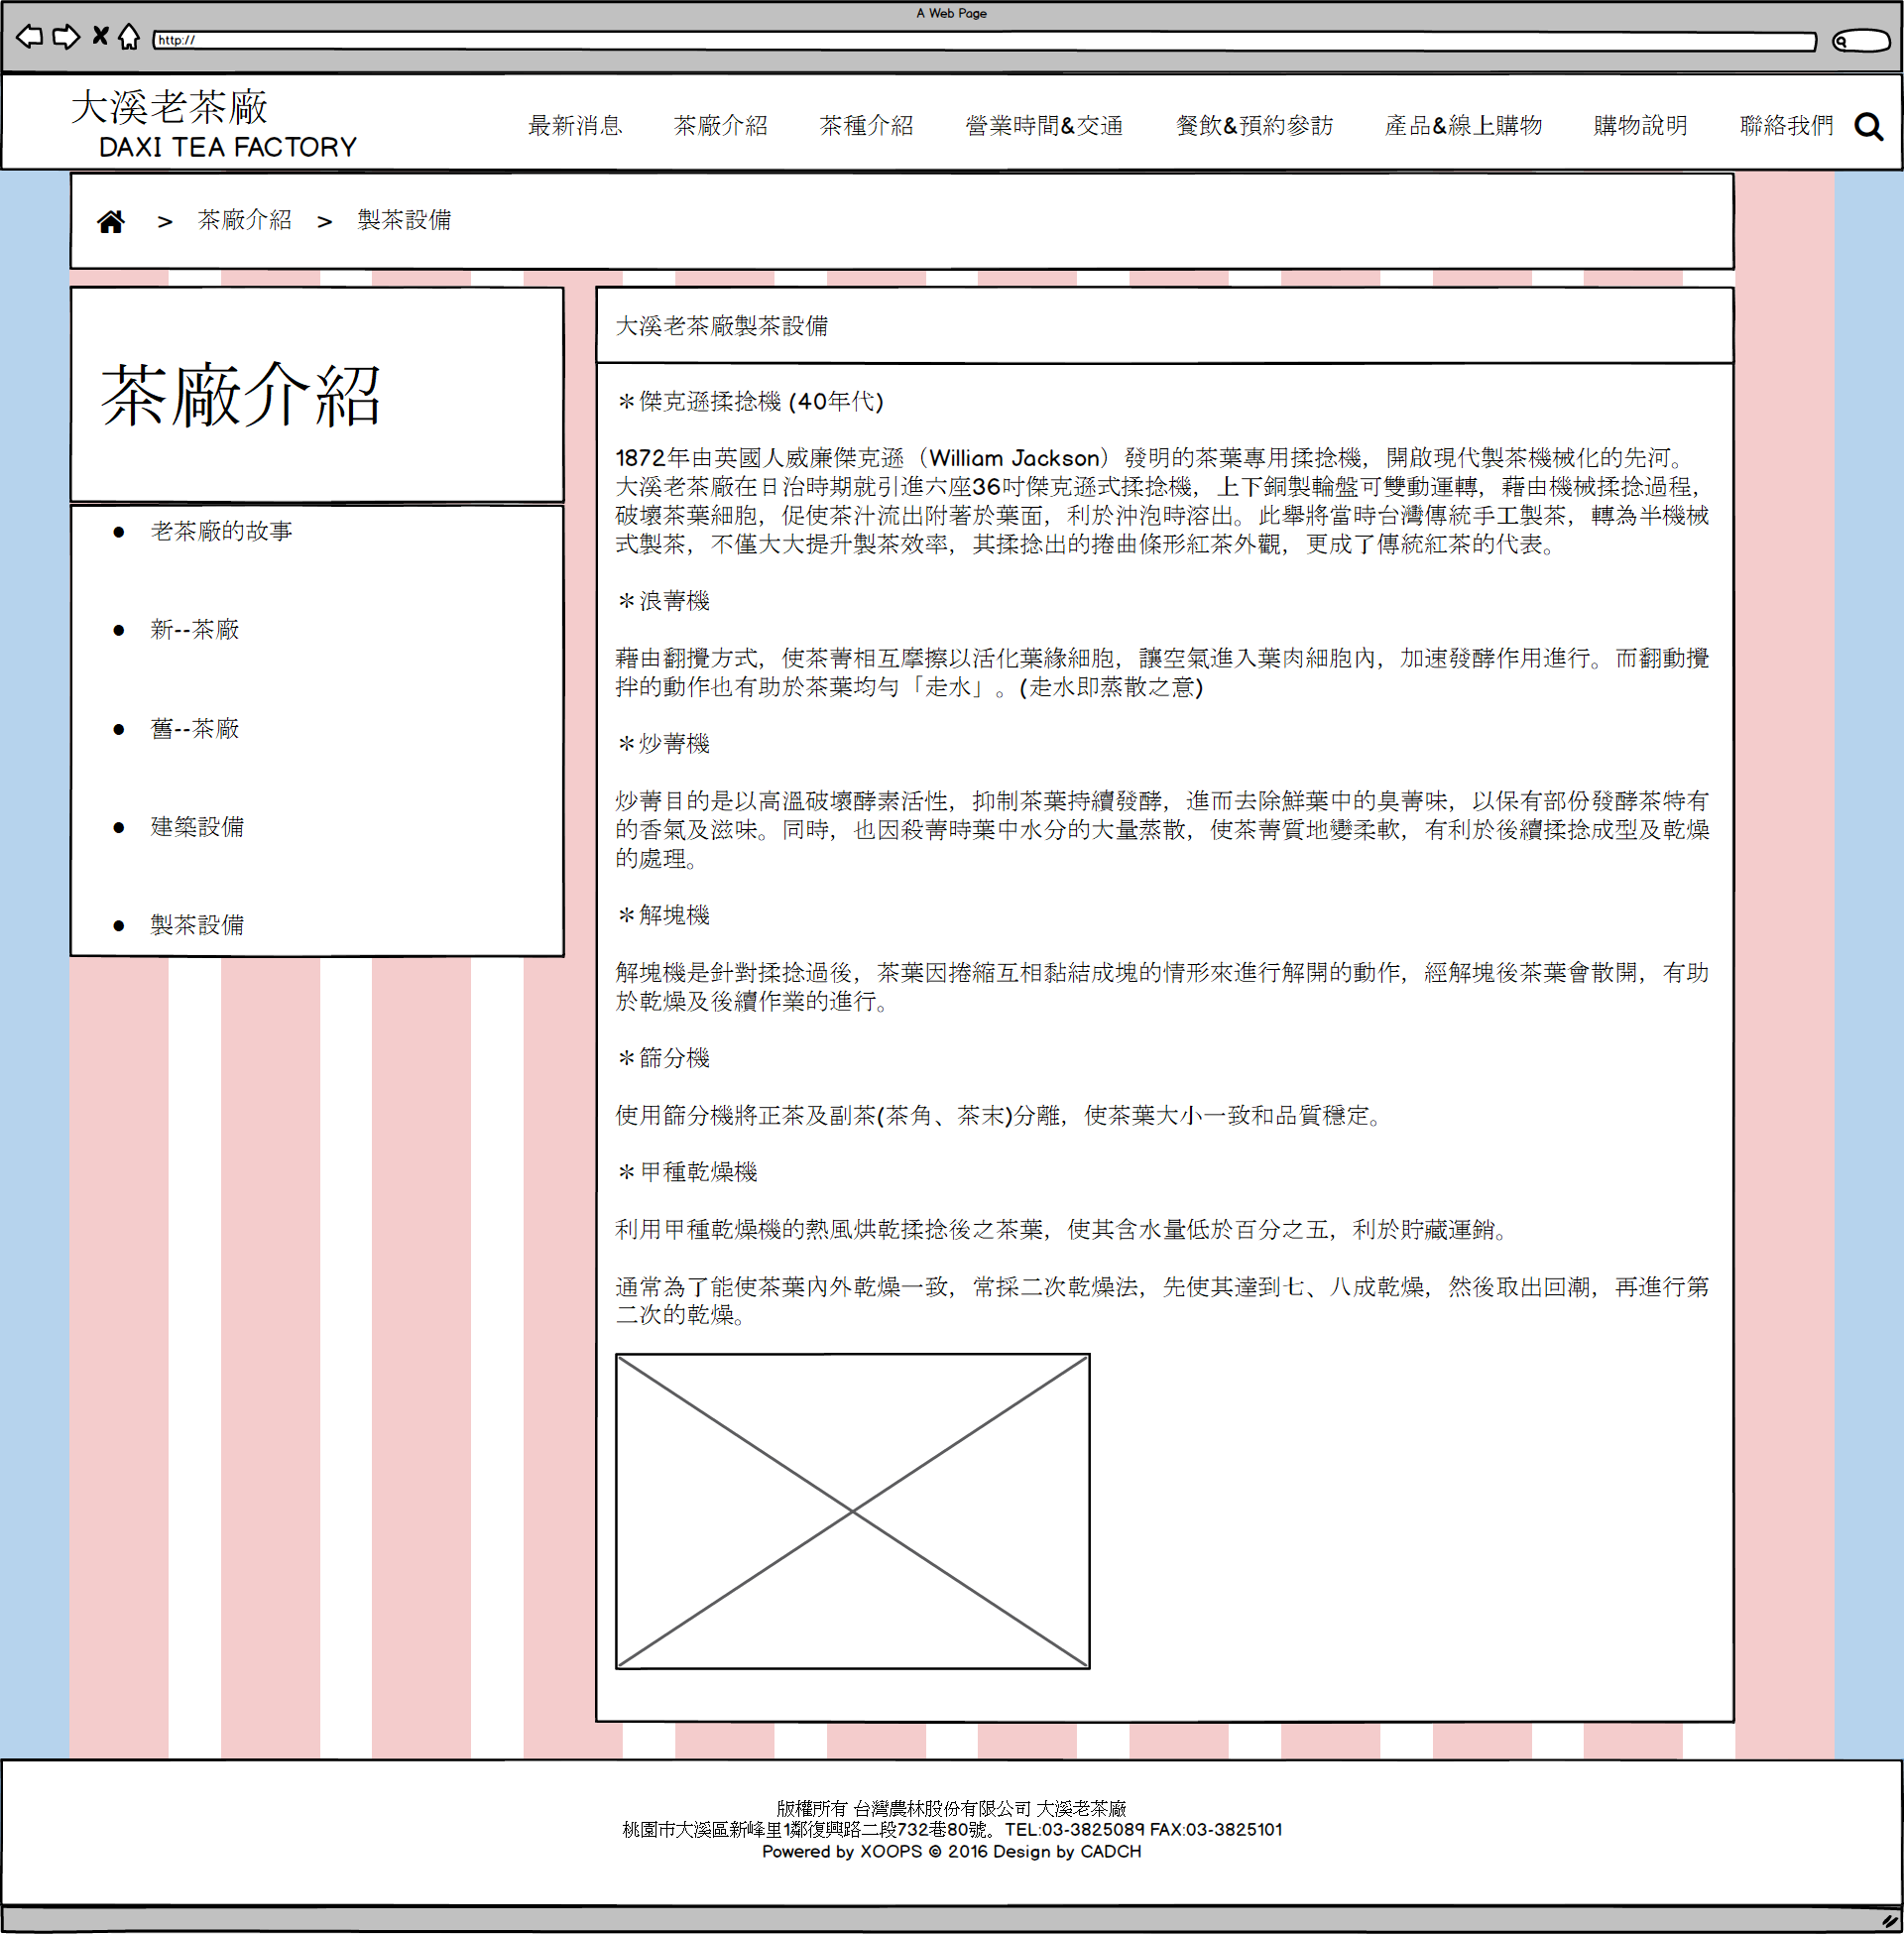 A Web Page
http://
大溪老茶廠
DAXI TEA FACTORY
最新消息 茶廠介紹 茶種介紹 營業時間&交通 餐飲&預約參訪 產品&線上購物 購物說明 聯絡我們
> 茶廠介紹 > 製茶設備
茶廠介紹
● 老茶廠的故事
● 新--茶廠
● 舊--茶廠
● 建築設備
● 製茶設備
大溪老茶廠製茶設備
＊傑克遜揉捻機 (40年代)
1872年由英國人威廉傑克遜（William Jackson）發明的茶葉專用揉捻機，開啟現代製茶機械化的先河。
大溪老茶廠在日治時期就引進六座36吋傑克遜式揉捻機，上下銅製輪盤可雙動運轉，藉由機械揉捻過程，
破壞茶葉細胞，促使茶汁流出附著於葉面，利於沖泡時溶出。此舉將當時台灣傳統手工製茶，轉為半機械
式製茶，不僅大大提升製茶效率，其揉捻出的捲曲條形紅茶外觀，更成了傳統紅茶的代表。
＊浪菁機
藉由翻攪方式，使茶菁相互摩擦以活化葉緣細胞，讓空氣進入葉肉細胞內，加速發酵作用進行。而翻動攪
拌的動作也有助於茶葉均勻「走水」。(走水即蒸散之意)
＊炒菁機
炒菁目的是以高溫破壞酵素活性，抑制茶葉持續發酵，進而去除鮮葉中的臭菁味，以保有部份發酵茶特有
的香氣及滋味。同時，也因殺菁時葉中水分的大量蒸散，使茶菁質地變柔軟，有利於後續揉捻成型及乾燥
的處理。
＊解塊機
解塊機是針對揉捻過後，茶葉因捲縮互相黏結成塊的情形來進行解開的動作，經解塊後茶葉會散開，有助
於乾燥及後續作業的進行。
＊篩分機
使用篩分機將正茶及副茶(茶角、茶末)分離，使茶葉大小一致和品質穩定。
＊甲種乾燥機
利用甲種乾燥機的熱風烘乾揉捻後之茶葉，使其含水量低於百分之五，利於貯藏運銷。
通常為了能使茶葉內外乾燥一致，常採二次乾燥法，先使其達到七、八成乾燥，然後取出回潮，再進行第
二次的乾燥。
版權所有 台灣農林股份有限公司 大溪老茶廠
桃園市大溪區新峰里1鄰復興路二段732巷80號。TEL:03-3825089 FAX:03-3825101
Powered by XOOPS © 2016 Design by CADCH